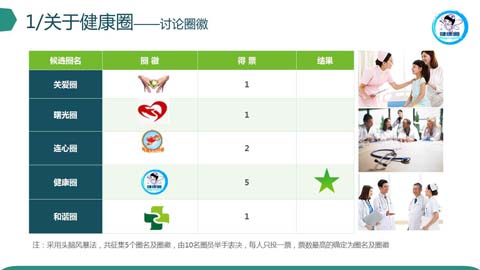 1/关于健康圈——讨论圈徽
健康圈
候选圈名 圈 徽 得 票 结果
关爱圈 1
曙光圈 1
连心圈 2
健康圈 健康圈 5
和谐圈 1
注：采用头脑风暴法，共征集5个圈名及圈徽，由10名圈员举手表决，每人只投一票，票数最高的确定为圈名及圈徽